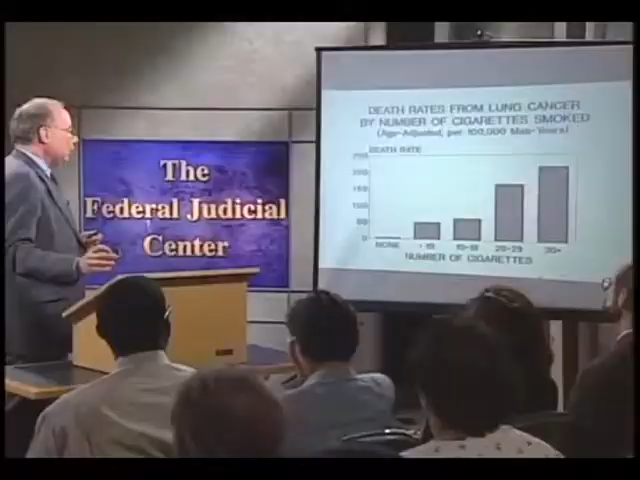 The
Federal Judicial
Center
DEATH RATES FROM LUNG CANCER
BY NUMBER OF CIGARETTES SMOKED
(Age-Adjusted, per 100,000 Man-Years)
DEATH RATE
250
200
150
100
50
0
NONE 10-19 20-29 30+
NUMBER OF CIGARETTES